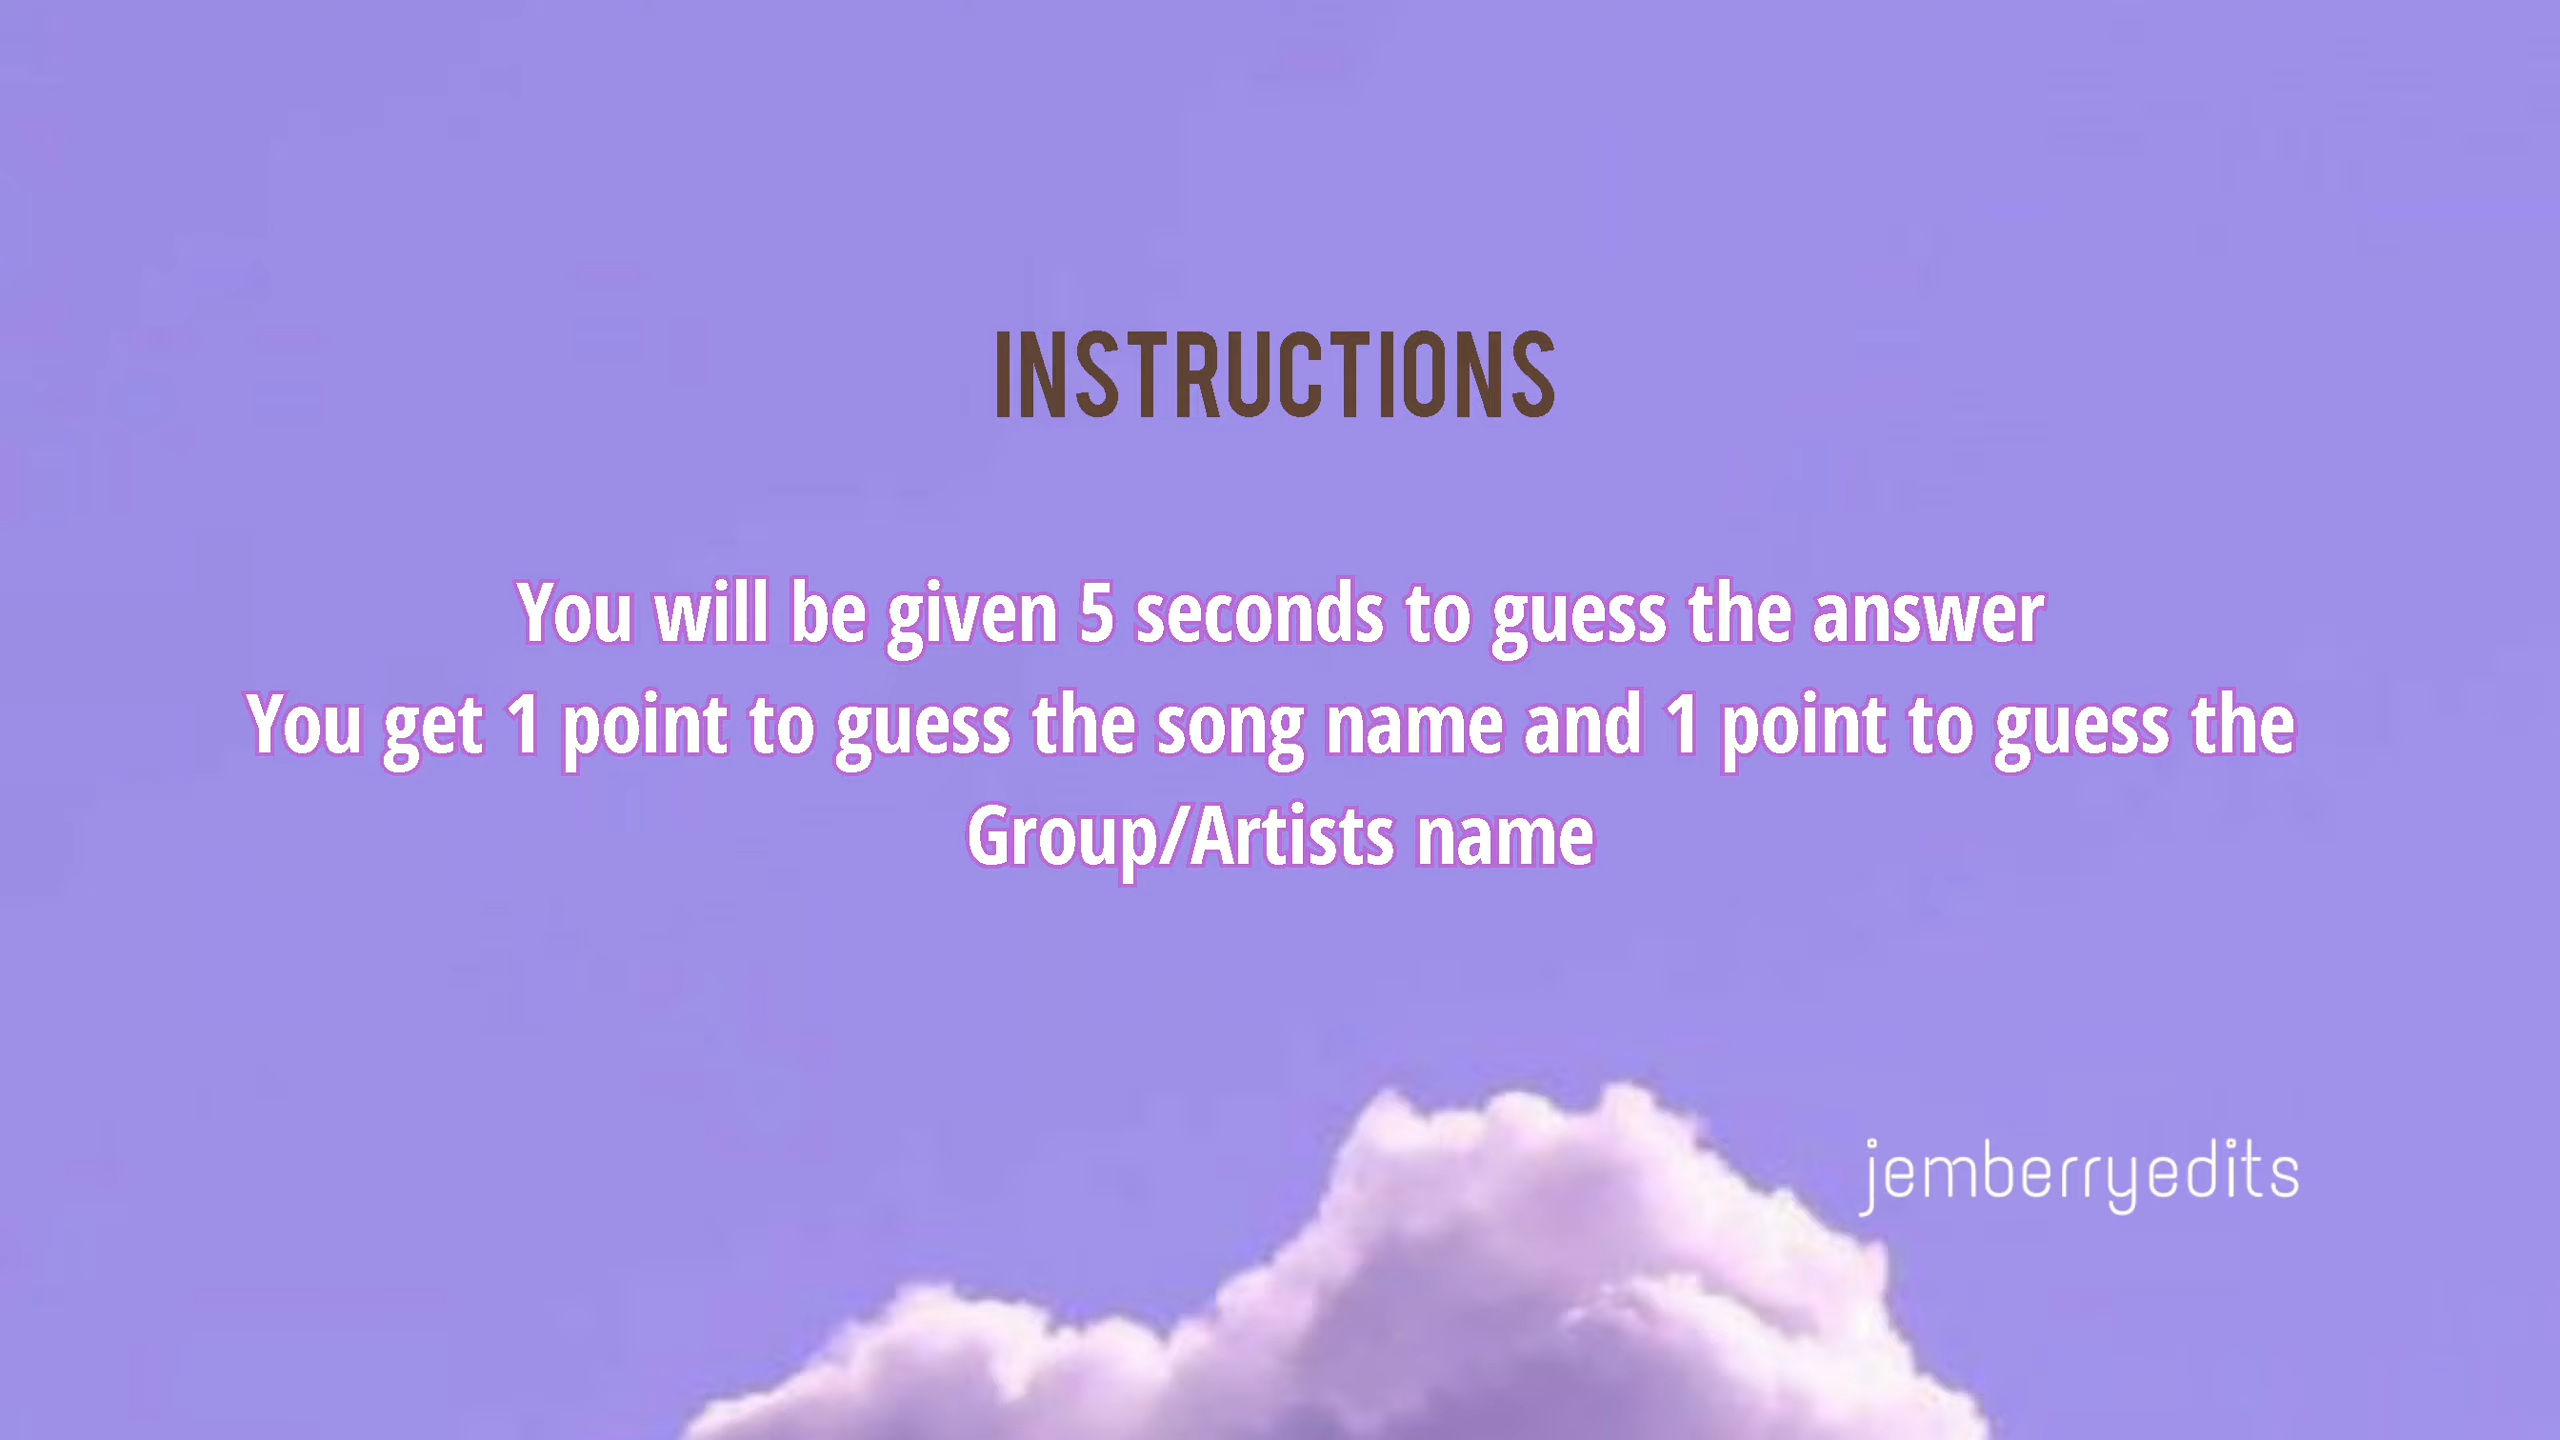 INSTRUCTIONS
You will be given 5 seconds to guess the answer
You get 1 point to guess the song name and 1 point to guess the
Group/Artists name
jemberryedits